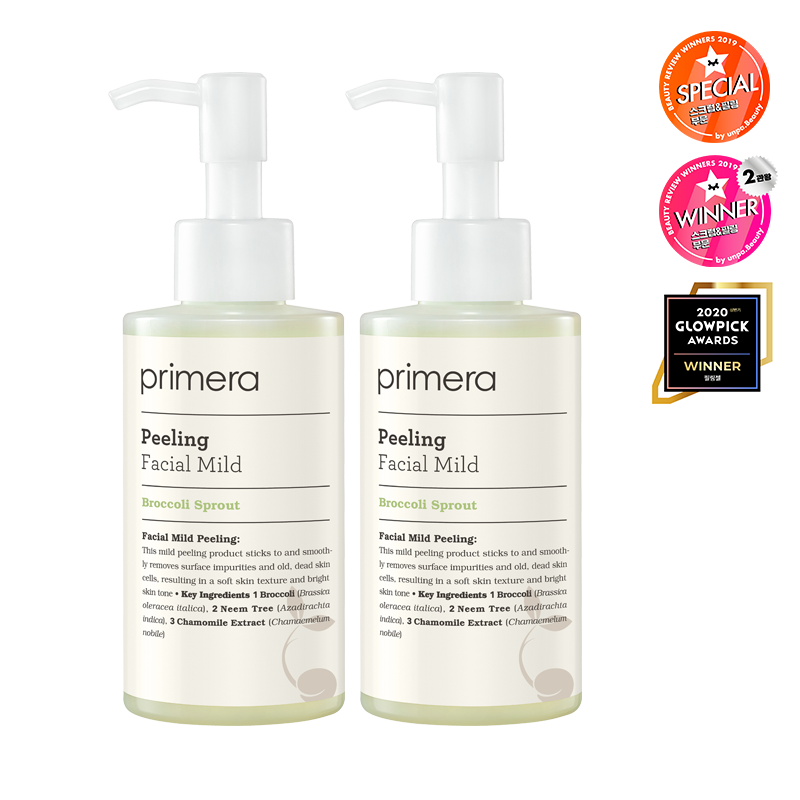 primera
Peeling
Facial Mild
Broccoli Sprout
Facial Mild Peeling:
This mild peeling product sticks to and smooth-
ly removes surface impurities and old, dead skin
cells, resulting in a soft skin texture and bright
skin tone • Key Ingredients 1 Broccoli (Brassica
oleracea italica), 2 Neem Tree (Azadirachta
indica), 3 Chamomile Extract (Chamaemelum
nobile)
primera
Peeling
Facial Mild
Broccoli Sprout
Facial Mild Peeling:
This mild peeling product sticks to and smooth-
ly removes surface impurities and old, dead skin
cells, resulting in a soft skin texture and bright
skin tone • Key Ingredients 1 Broccoli (Brassica
oleracea italica), 2 Neem Tree (Azadirachta
indica), 3 Chamomile Extract (Chamaemelum
nobile)
BEAUTY REVIEW WINNERS 2019
SPECIAL
스크럽&필링
부문
by unpa.Beauty
BEAUTY REVIEW WINNERS 2019
2관왕
WINNER
스크럽&필링
부문
by unpa.Beauty
2020 상반기
GLOWPICK
AWARDS
WINNER
필링젤